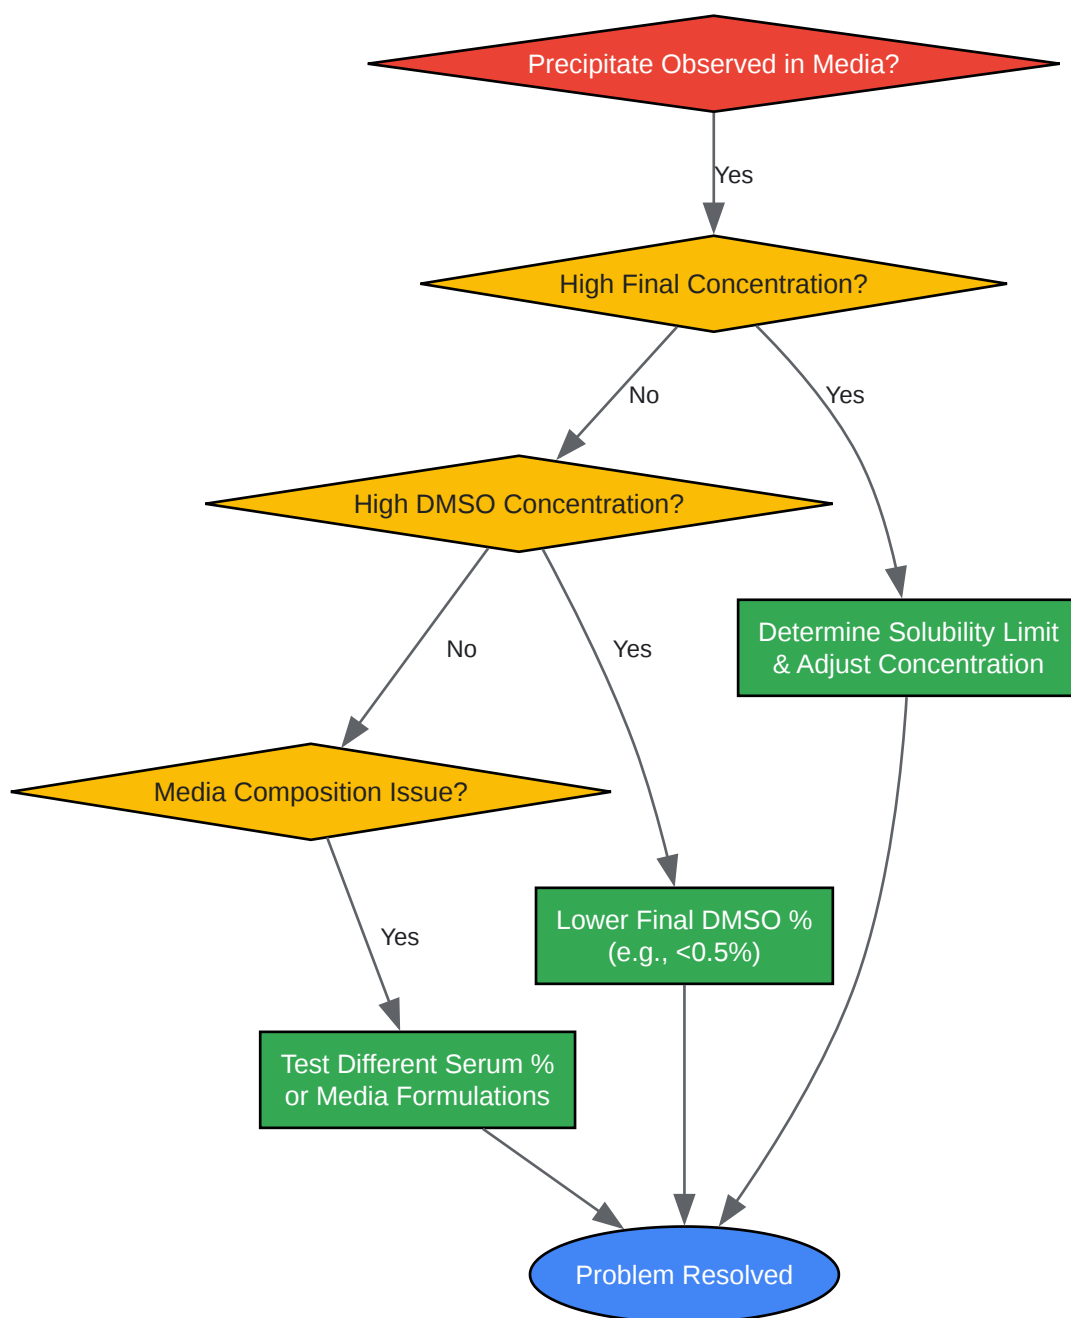 Precipitate Observed in Media?
Yes
High Final Concentration?
No
Yes
High DMSO Concentration?
No
Yes
Determine Solubility Limit
& Adjust Concentration
Media Composition Issue?
Yes
Lower Final DMSO %
(e.g., <0.5%)
Test Different Serum %
or Media Formulations
Problem Resolved